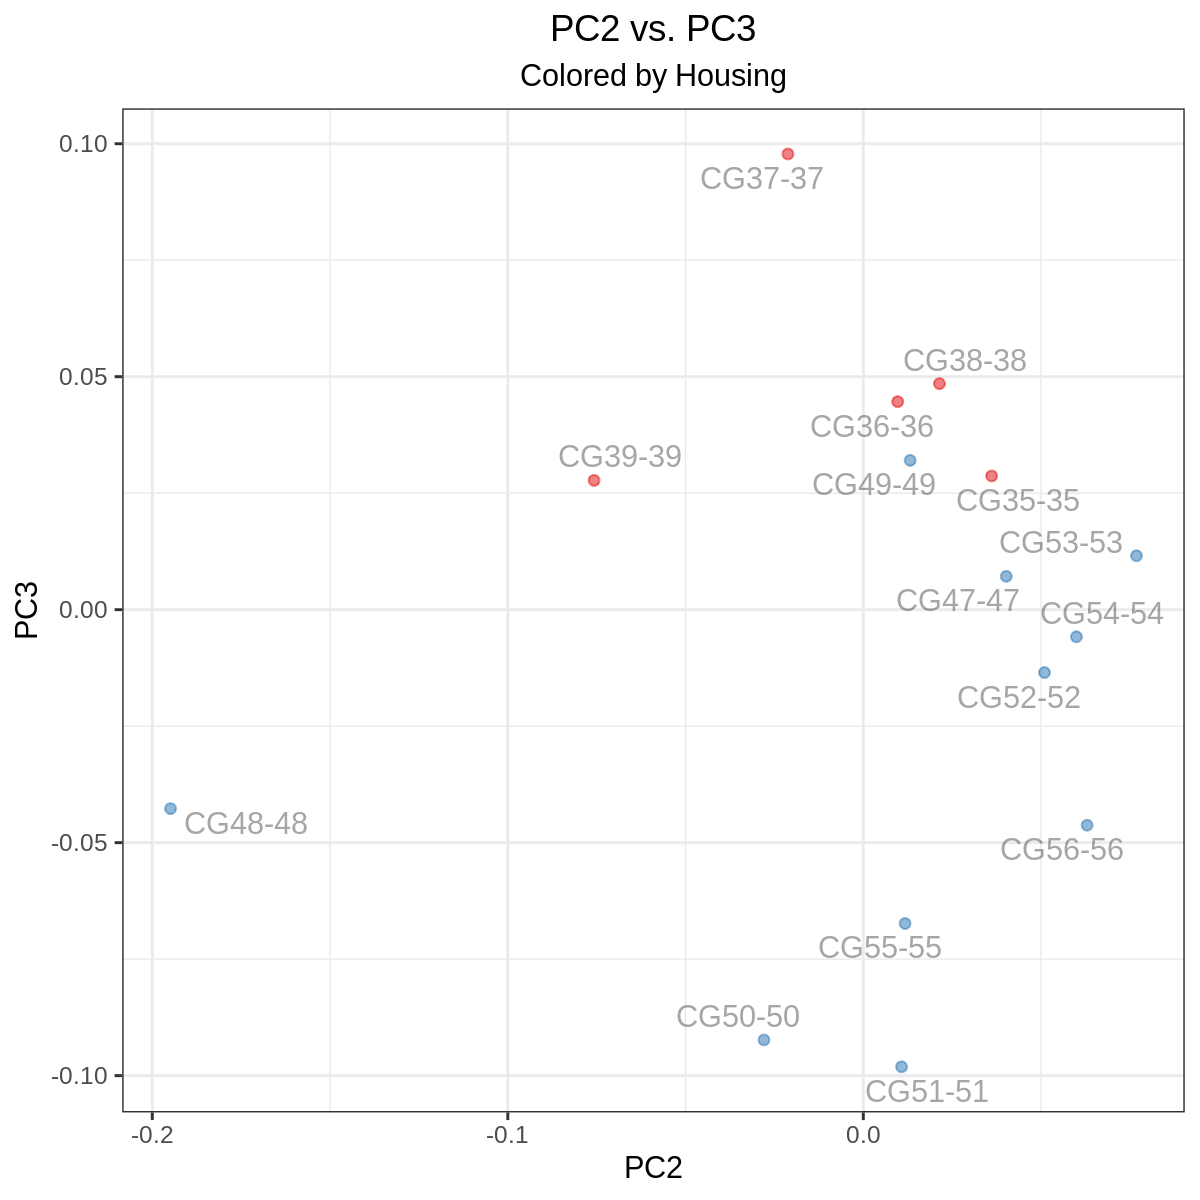 PC2 vs. PC3
Colored by Housing
0.10
CG37-37
CG38-38
0.05
CG36-36
CG39-39
CG49-49
CG35-35
CG53-53
CG47-47
PC3
0.00
CG54-54
CG52-52
CG48-48
-0.05
CG56-56
CG55-55
CG50-50
-0.10
CG51-51
-0.2 -0.1 0.0
PC2